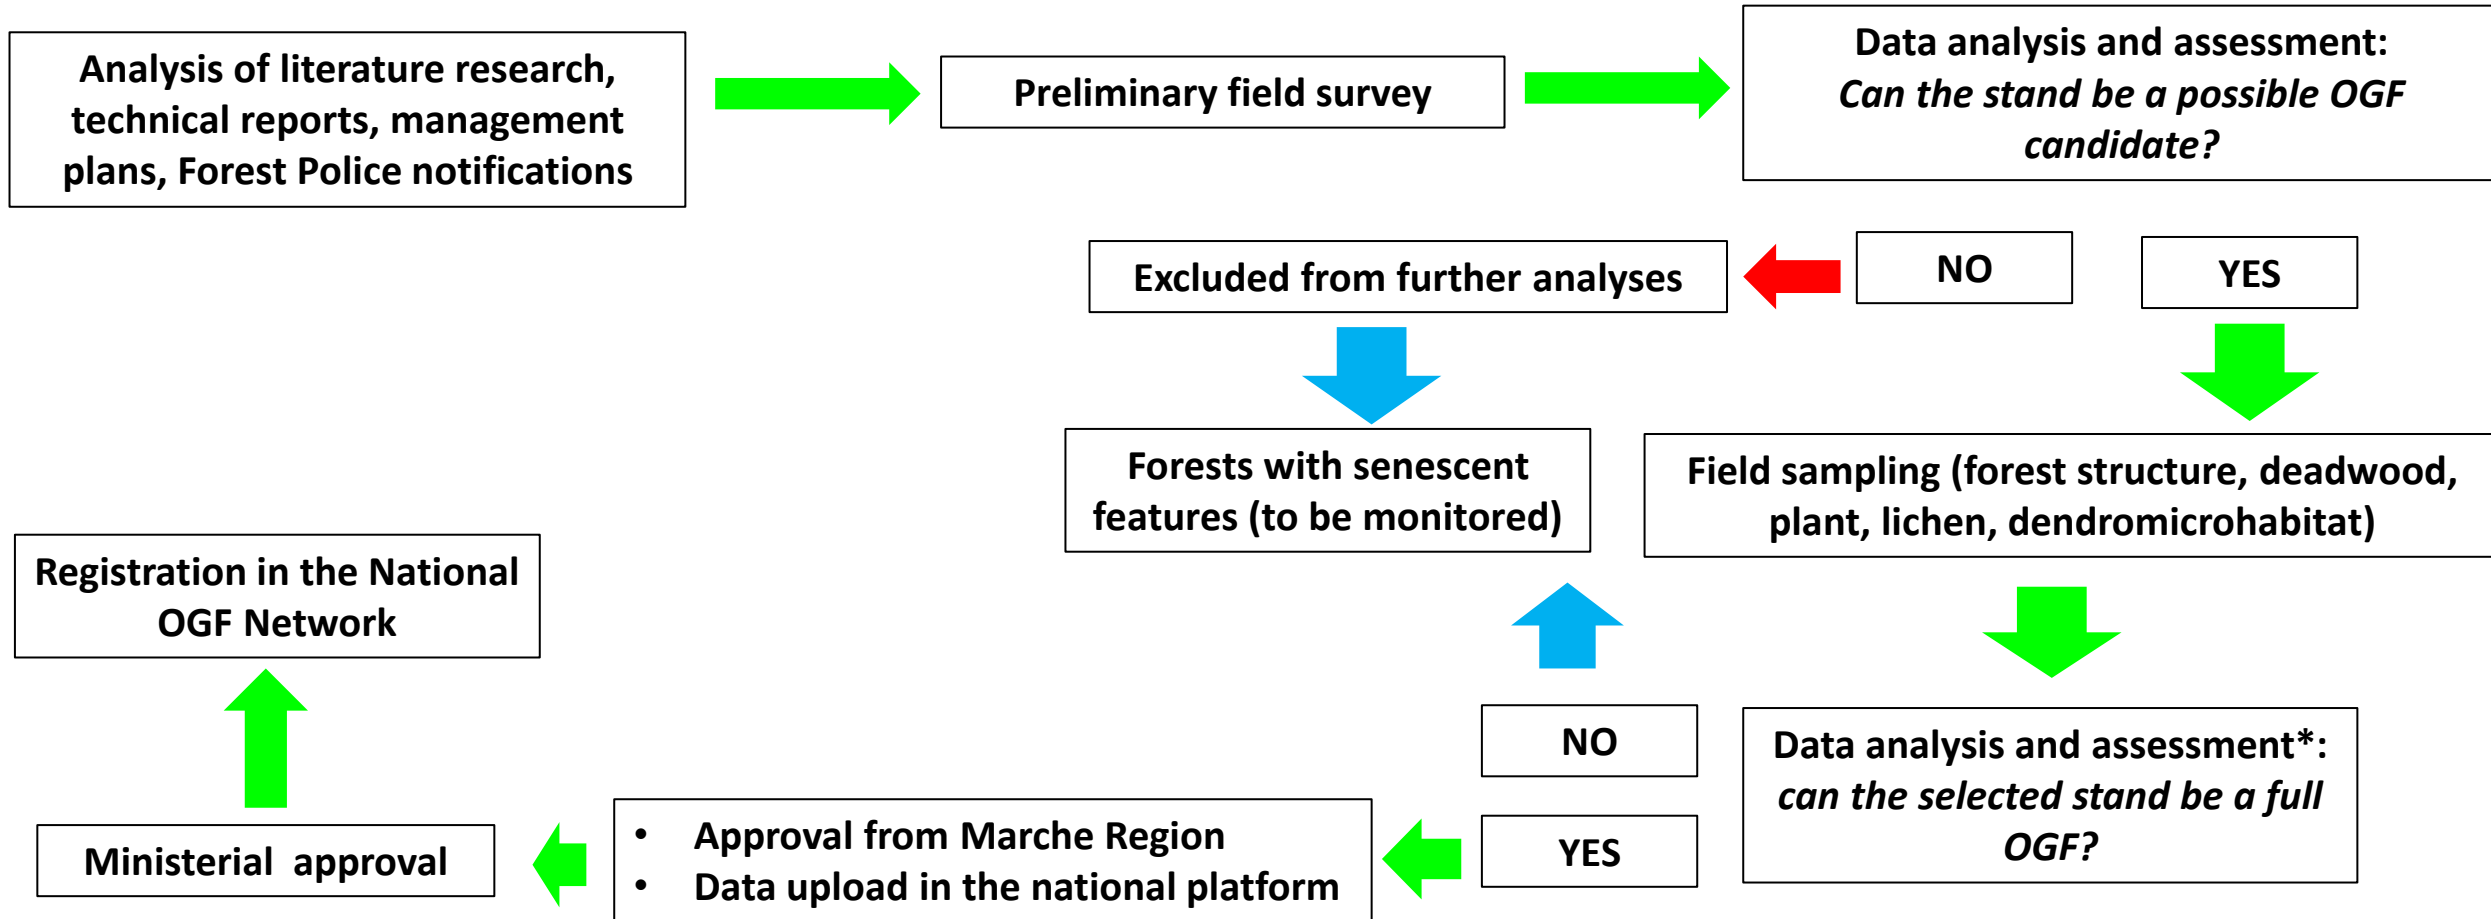 Analysis of literature research,
technical reports, management
plans, Forest Police notifications
Preliminary field survey
Data analysis and assessment:
Can the stand be a possible OGF
candidate?
Excluded from further analyses
NO
YES
Forests with senescent
features (to be monitored)
Field sampling (forest structure, deadwood,
plant, lichen, dendromicrohabitat)
Registration in the National
OGF Network
NO
YES
Data analysis and assessment*:
can the selected stand be a full
OGF?
• Approval from Marche Region
• Data upload in the national platform
Ministerial approval